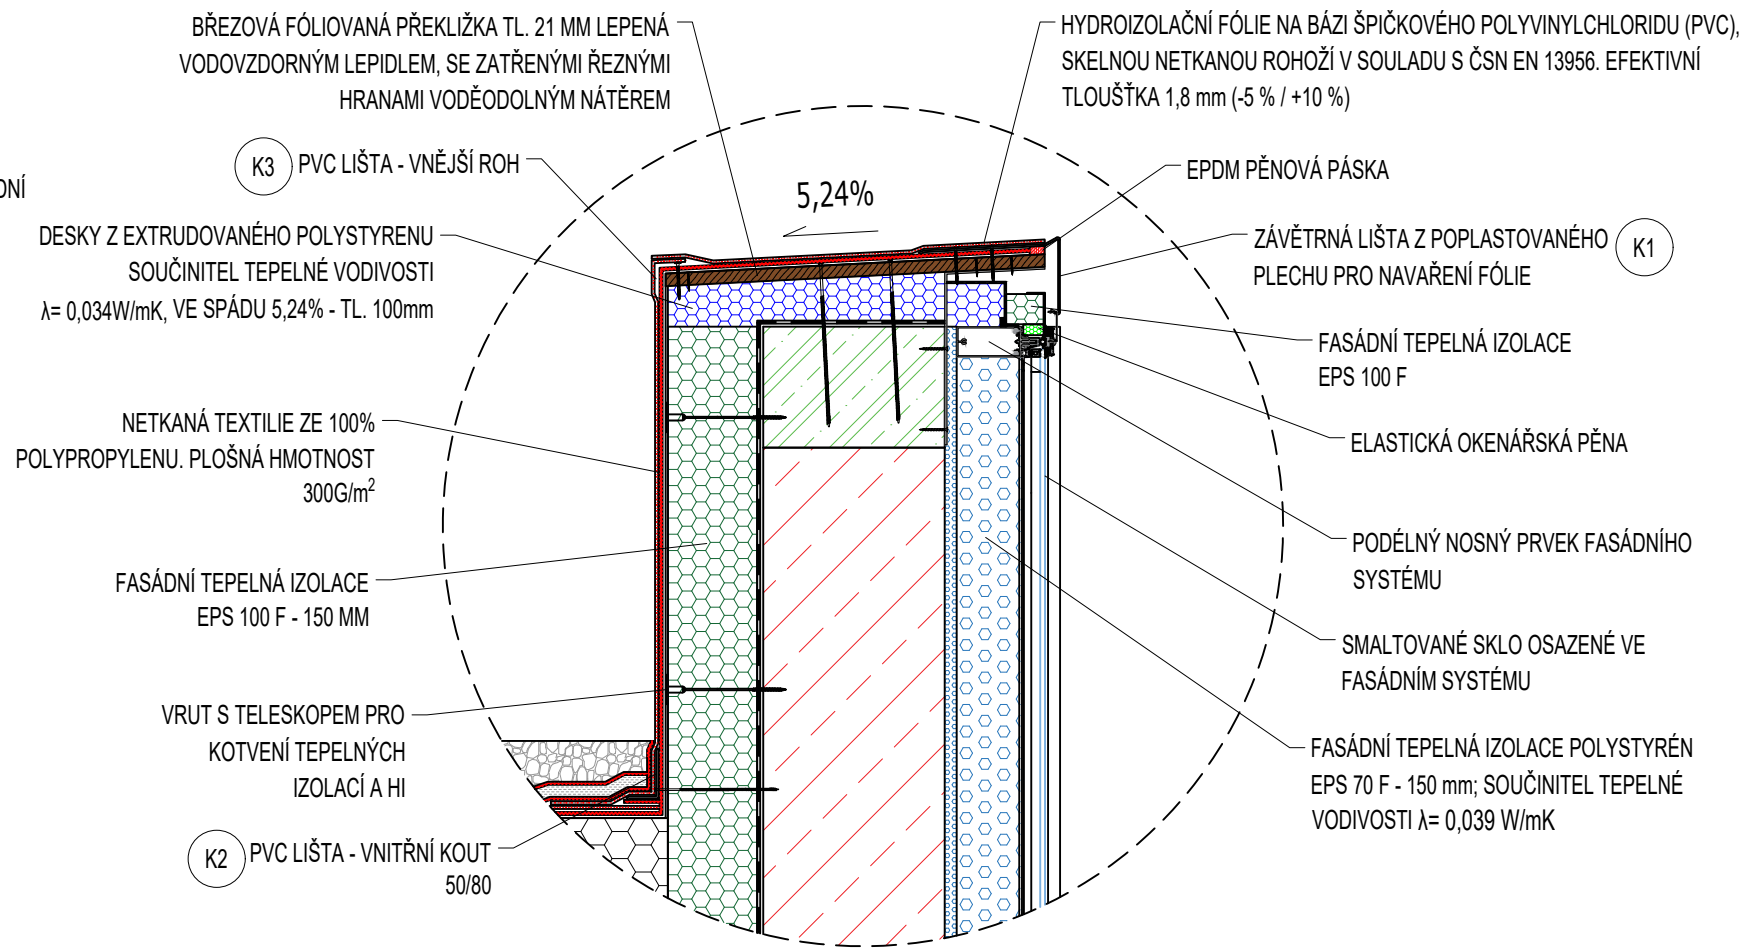 BŘEZOVÁ FÓLIOVANÁ PŘEKLIŽKA TL. 21 MM LEPENÁ
VODOVZDORNÝM LEPIDLEM, SE ZATŘENÝMI ŘEZNÝMI
HRANAMI VODĚODOLNÝM NÁTĚREM
HYDROIZOLAČNÍ FÓLIE NA BÁZI ŠPIČKOVÉHO POLYVINYLCHLORIDU (PVC),
SKELNOU NETKANOU ROHOŽÍ V SOULADU S ČSN EN 13956. EFEKTIVNÍ
TLOUŠŤKA 1,8 mm (-5 % / +10 %)
K3 PVC LIŠTA - VNĚJŠÍ ROH
DESKY Z EXTRUDOVANÉHO POLYSTYRENU
SOUČINITEL TEPELNÉ VODIVOSTI
λ= 0,034W/mK, VE SPÁDU 5,24% - TL. 100mm
5,24%
EPDM PĚNOVÁ PÁSKA
ZÁVĚTRNÁ LIŠTA Z POPLASTOVANÉHO
PLECHU PRO NAVAŘENÍ FÓLIE
K1
FASÁDNÍ TEPELNÁ IZOLACE
EPS 100 F
NETKANÁ TEXTILIE ZE 100%
POLYPROPYLENU. PLOŠNÁ HMOTNOST
300G/m²
ELASTICKÁ OKENÁŘSKÁ PĚNA
PODÉLNÝ NOSNÝ PRVEK FASÁDNÍHO
SYSTÉMU
FASÁDNÍ TEPELNÁ IZOLACE
EPS 100 F - 150 MM
SMALTOVANÉ SKLO OSAZENÉ VE
FASÁDNÍM SYSTÉMU
VRUT S TELESKOPEM PRO
KOTVENÍ TEPELNÝCH
IZOLACÍ A HI
FASÁDNÍ TEPELNÁ IZOLACE POLYSTYRÉN
EPS 70 F - 150 mm; SOUČINITEL TEPELNÉ
VODIVOSTI λ= 0,039 W/mK
K2 PVC LIŠTA - VNITŘNÍ KOUT
50/80